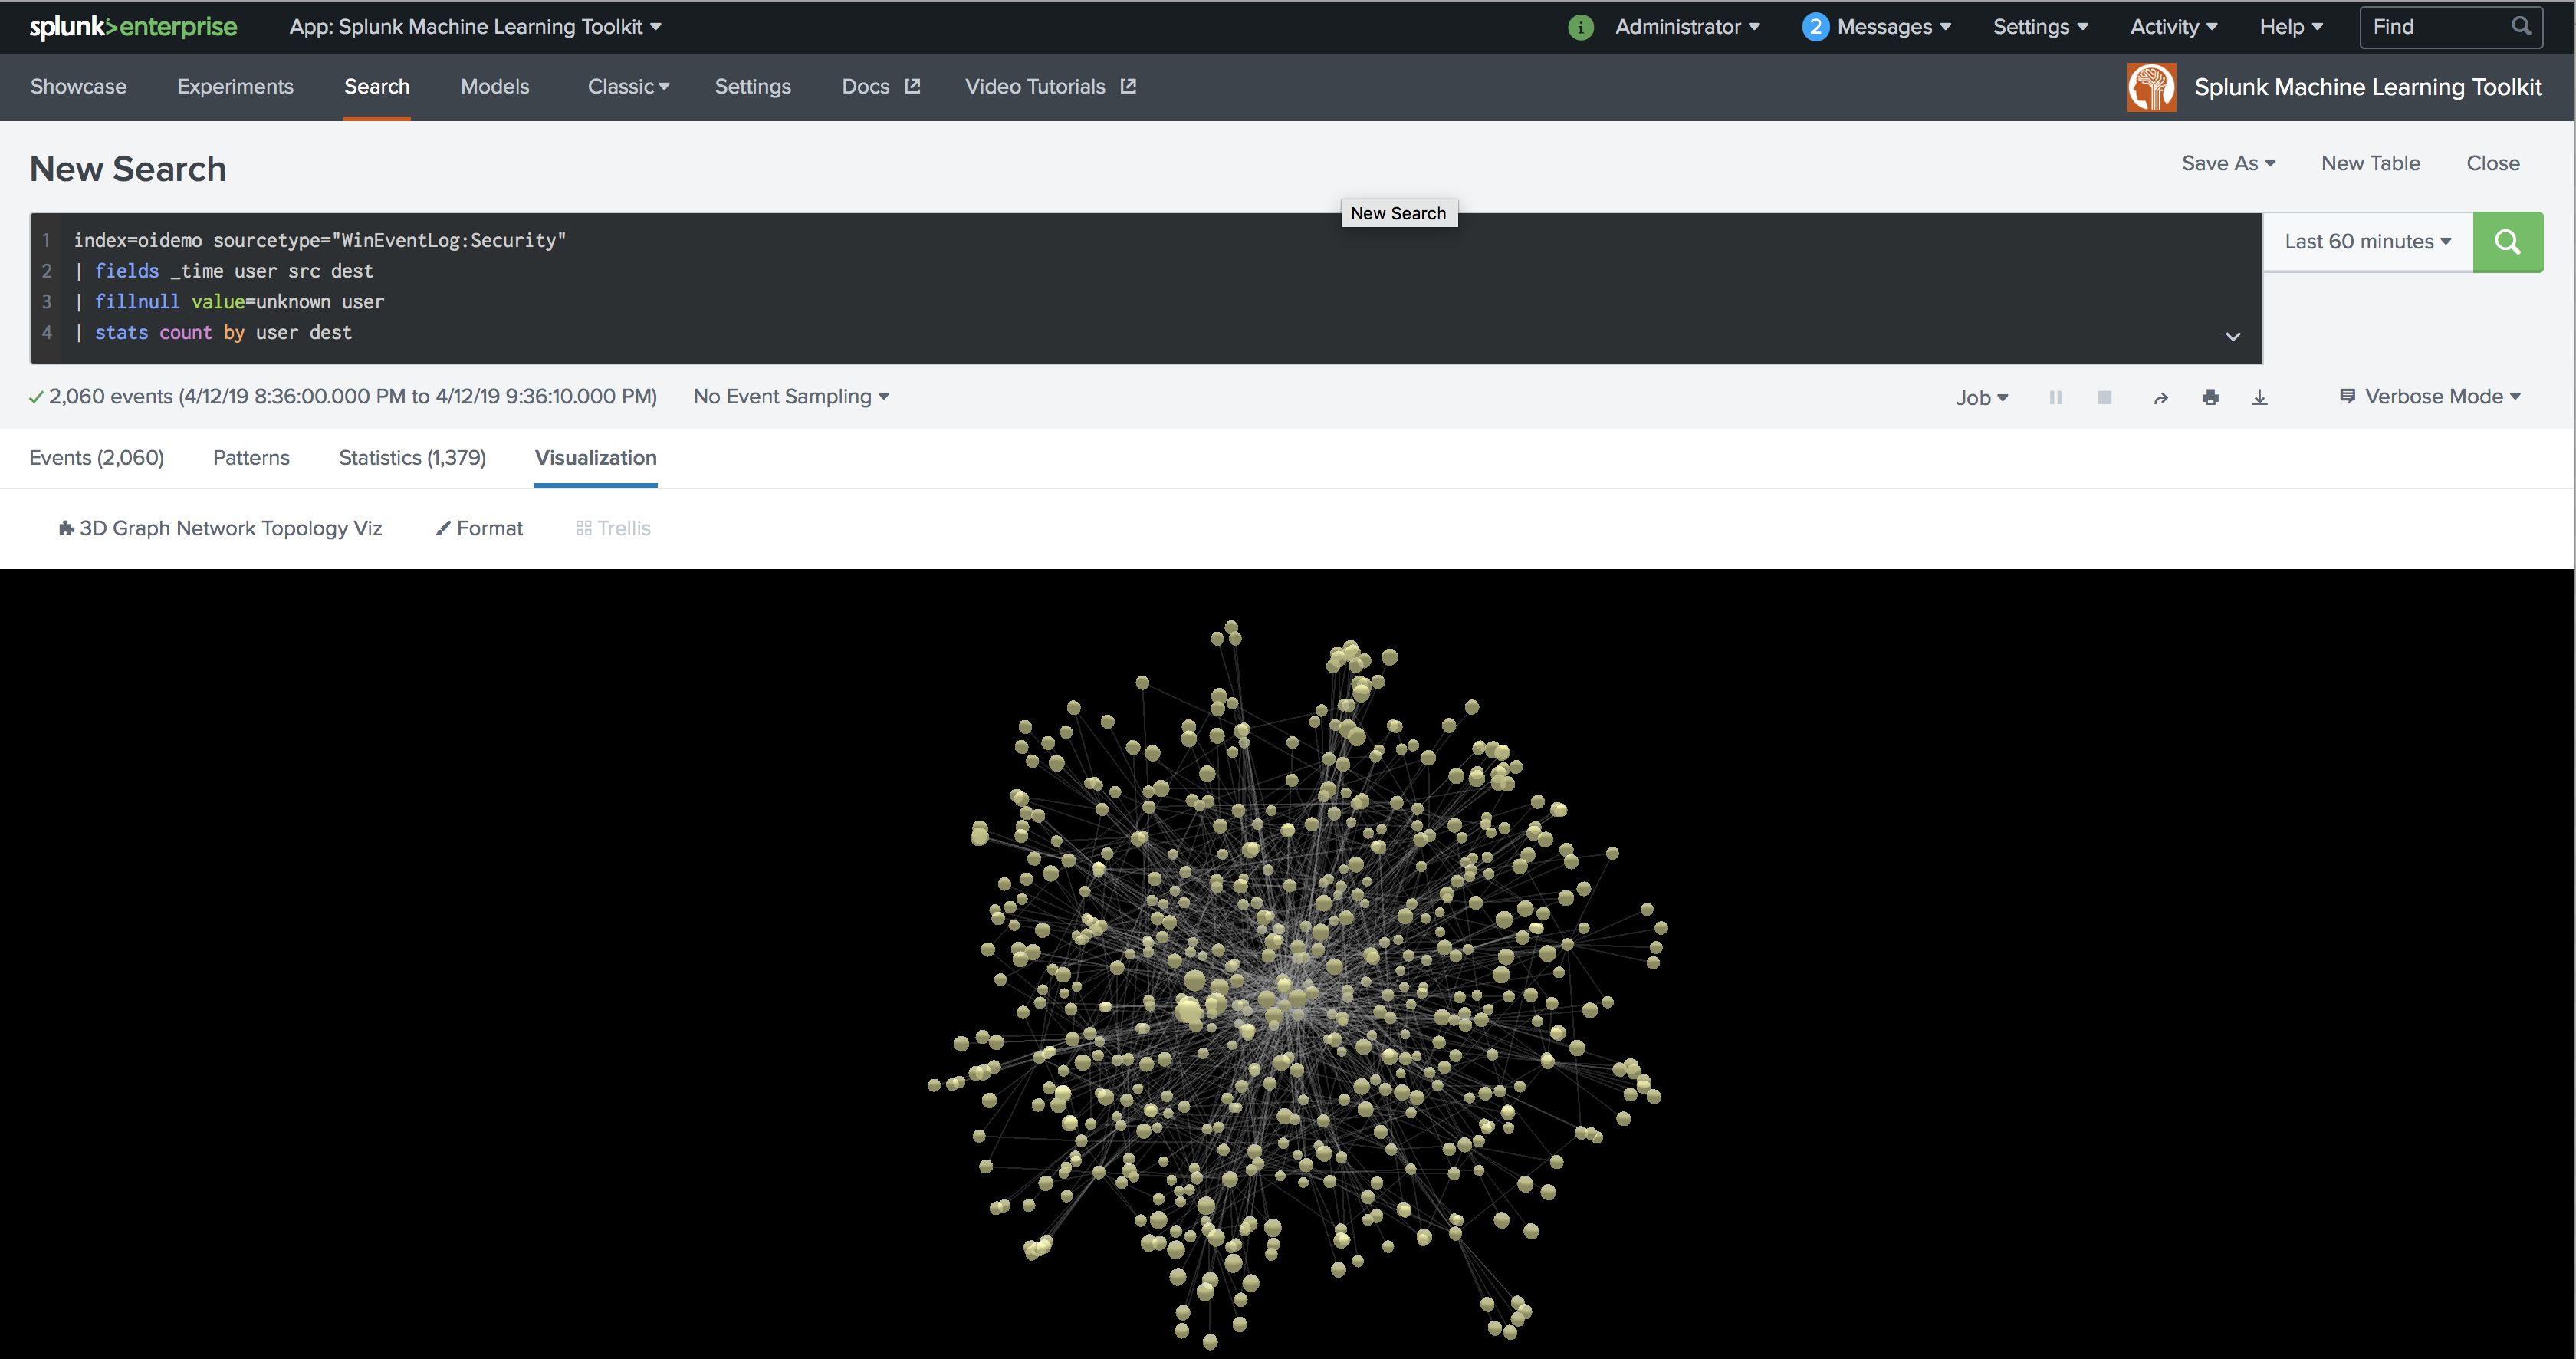 splunk>enterprise App: Splunk Machine Learning Toolkit i Administrator 2 Messages Settings Activity Help Find
Showcase Experiments Search Models Classic Settings Docs Video Tutorials Splunk Machine Learning Toolkit
New Search Save As New Table Close
New Search
1 index=oidemo sourcetype="WinEventLog:Security" Last 60 minutes
2 | fields _time user src dest
3 | fillnull value=unknown user
4 | stats count by user dest
2,060 events (4/12/19 8:36:00.000 PM to 4/12/19 9:36:10.000 PM) No Event Sampling Job Verbose Mode
Events (2,060) Patterns Statistics (1,379) Visualization
3D Graph Network Topology Viz Format Trellis